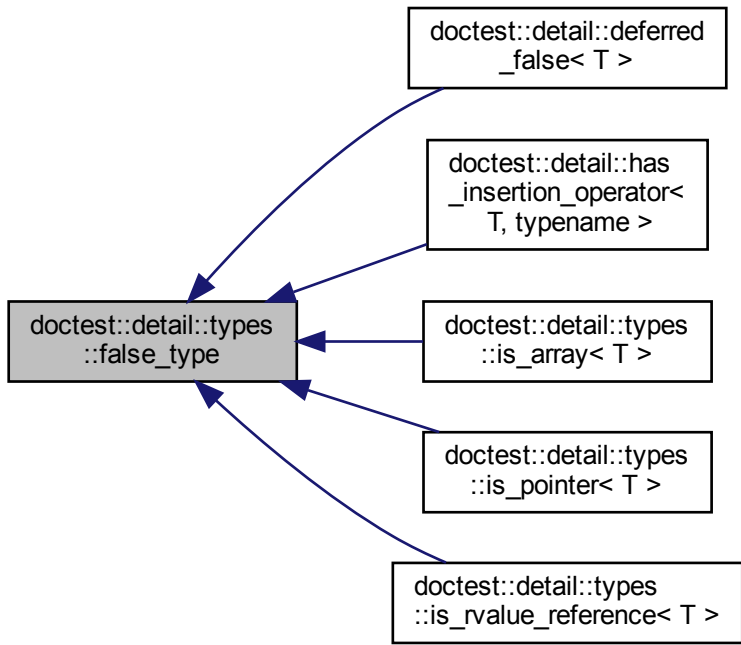 doctest::detail::deferred
_false< T >
doctest::detail::has
_insertion_operator<
T, typename >
doctest::detail::types
::false_type
doctest::detail::types
::is_array< T >
doctest::detail::types
::is_pointer< T >
doctest::detail::types
::is_rvalue_reference< T >